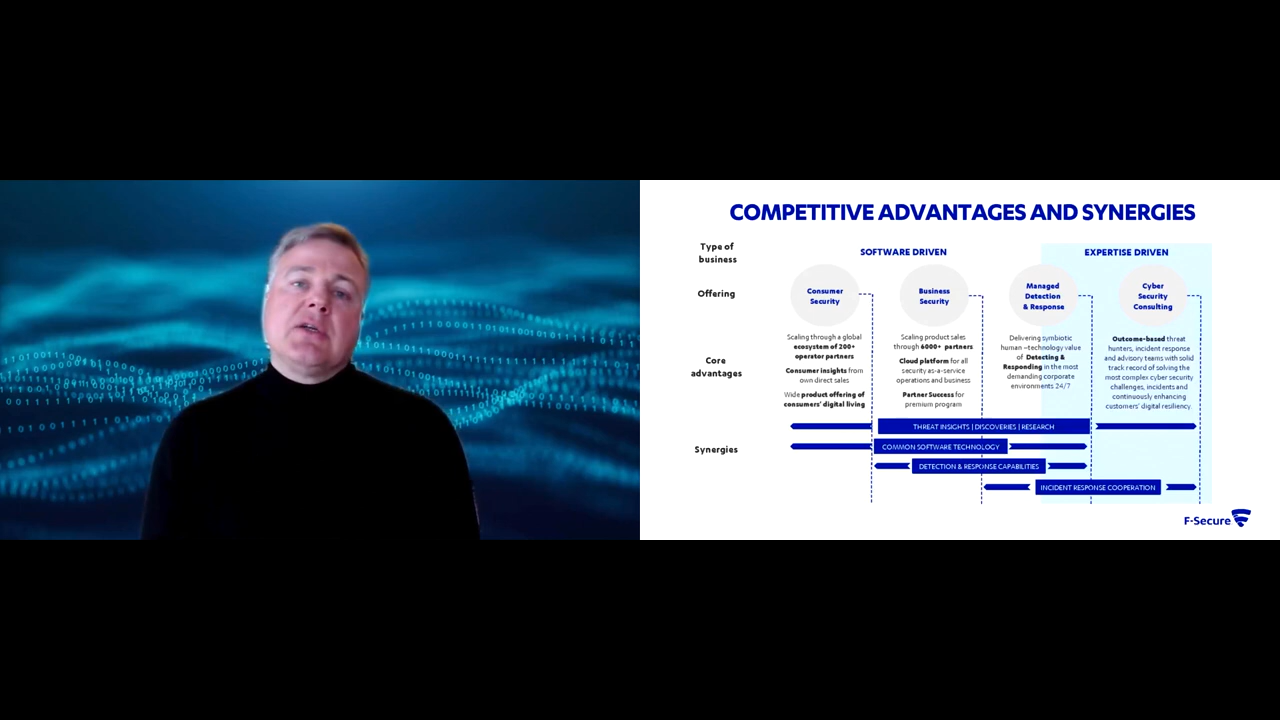 COMPETITIVE ADVANTAGES AND SYNERGIES
Type of
business
SOFTWARE DRIVEN
EXPERTISE DRIVEN
Offering
Consumer
Security
Business
Security
Managed
Detection
& Response
Cyber
Security
Consulting
Core
advantages
Scaling through a global
ecosystem of 200+
operator partners
Consumer insights from
own direct sales
Wide product offering of
consumers' digital living
Scaling product sales
through 6000+ partners
Cloud platform for all
security as-a-service
operations and business
Partner Success for
premium program
Delivering symbiotic
human –technology value
of Detecting &
Responding in the most
demanding corporate
environments 24/7
Outcome-based threat
hunters, incident response
and advisory teams with solid
track record of solving the
most complex cyber security
challenges, incidents and
continuously enhancing
customers' digital resiliency.
Synergies
THREAT INSIGHTS | DISCOVERIES | RESEARCH
COMMON SOFTWARE TECHNOLOGY
DETECTION & RESPONSE CAPABILITIES
INCIDENT RESPONSE COOPERATION
F-Secure